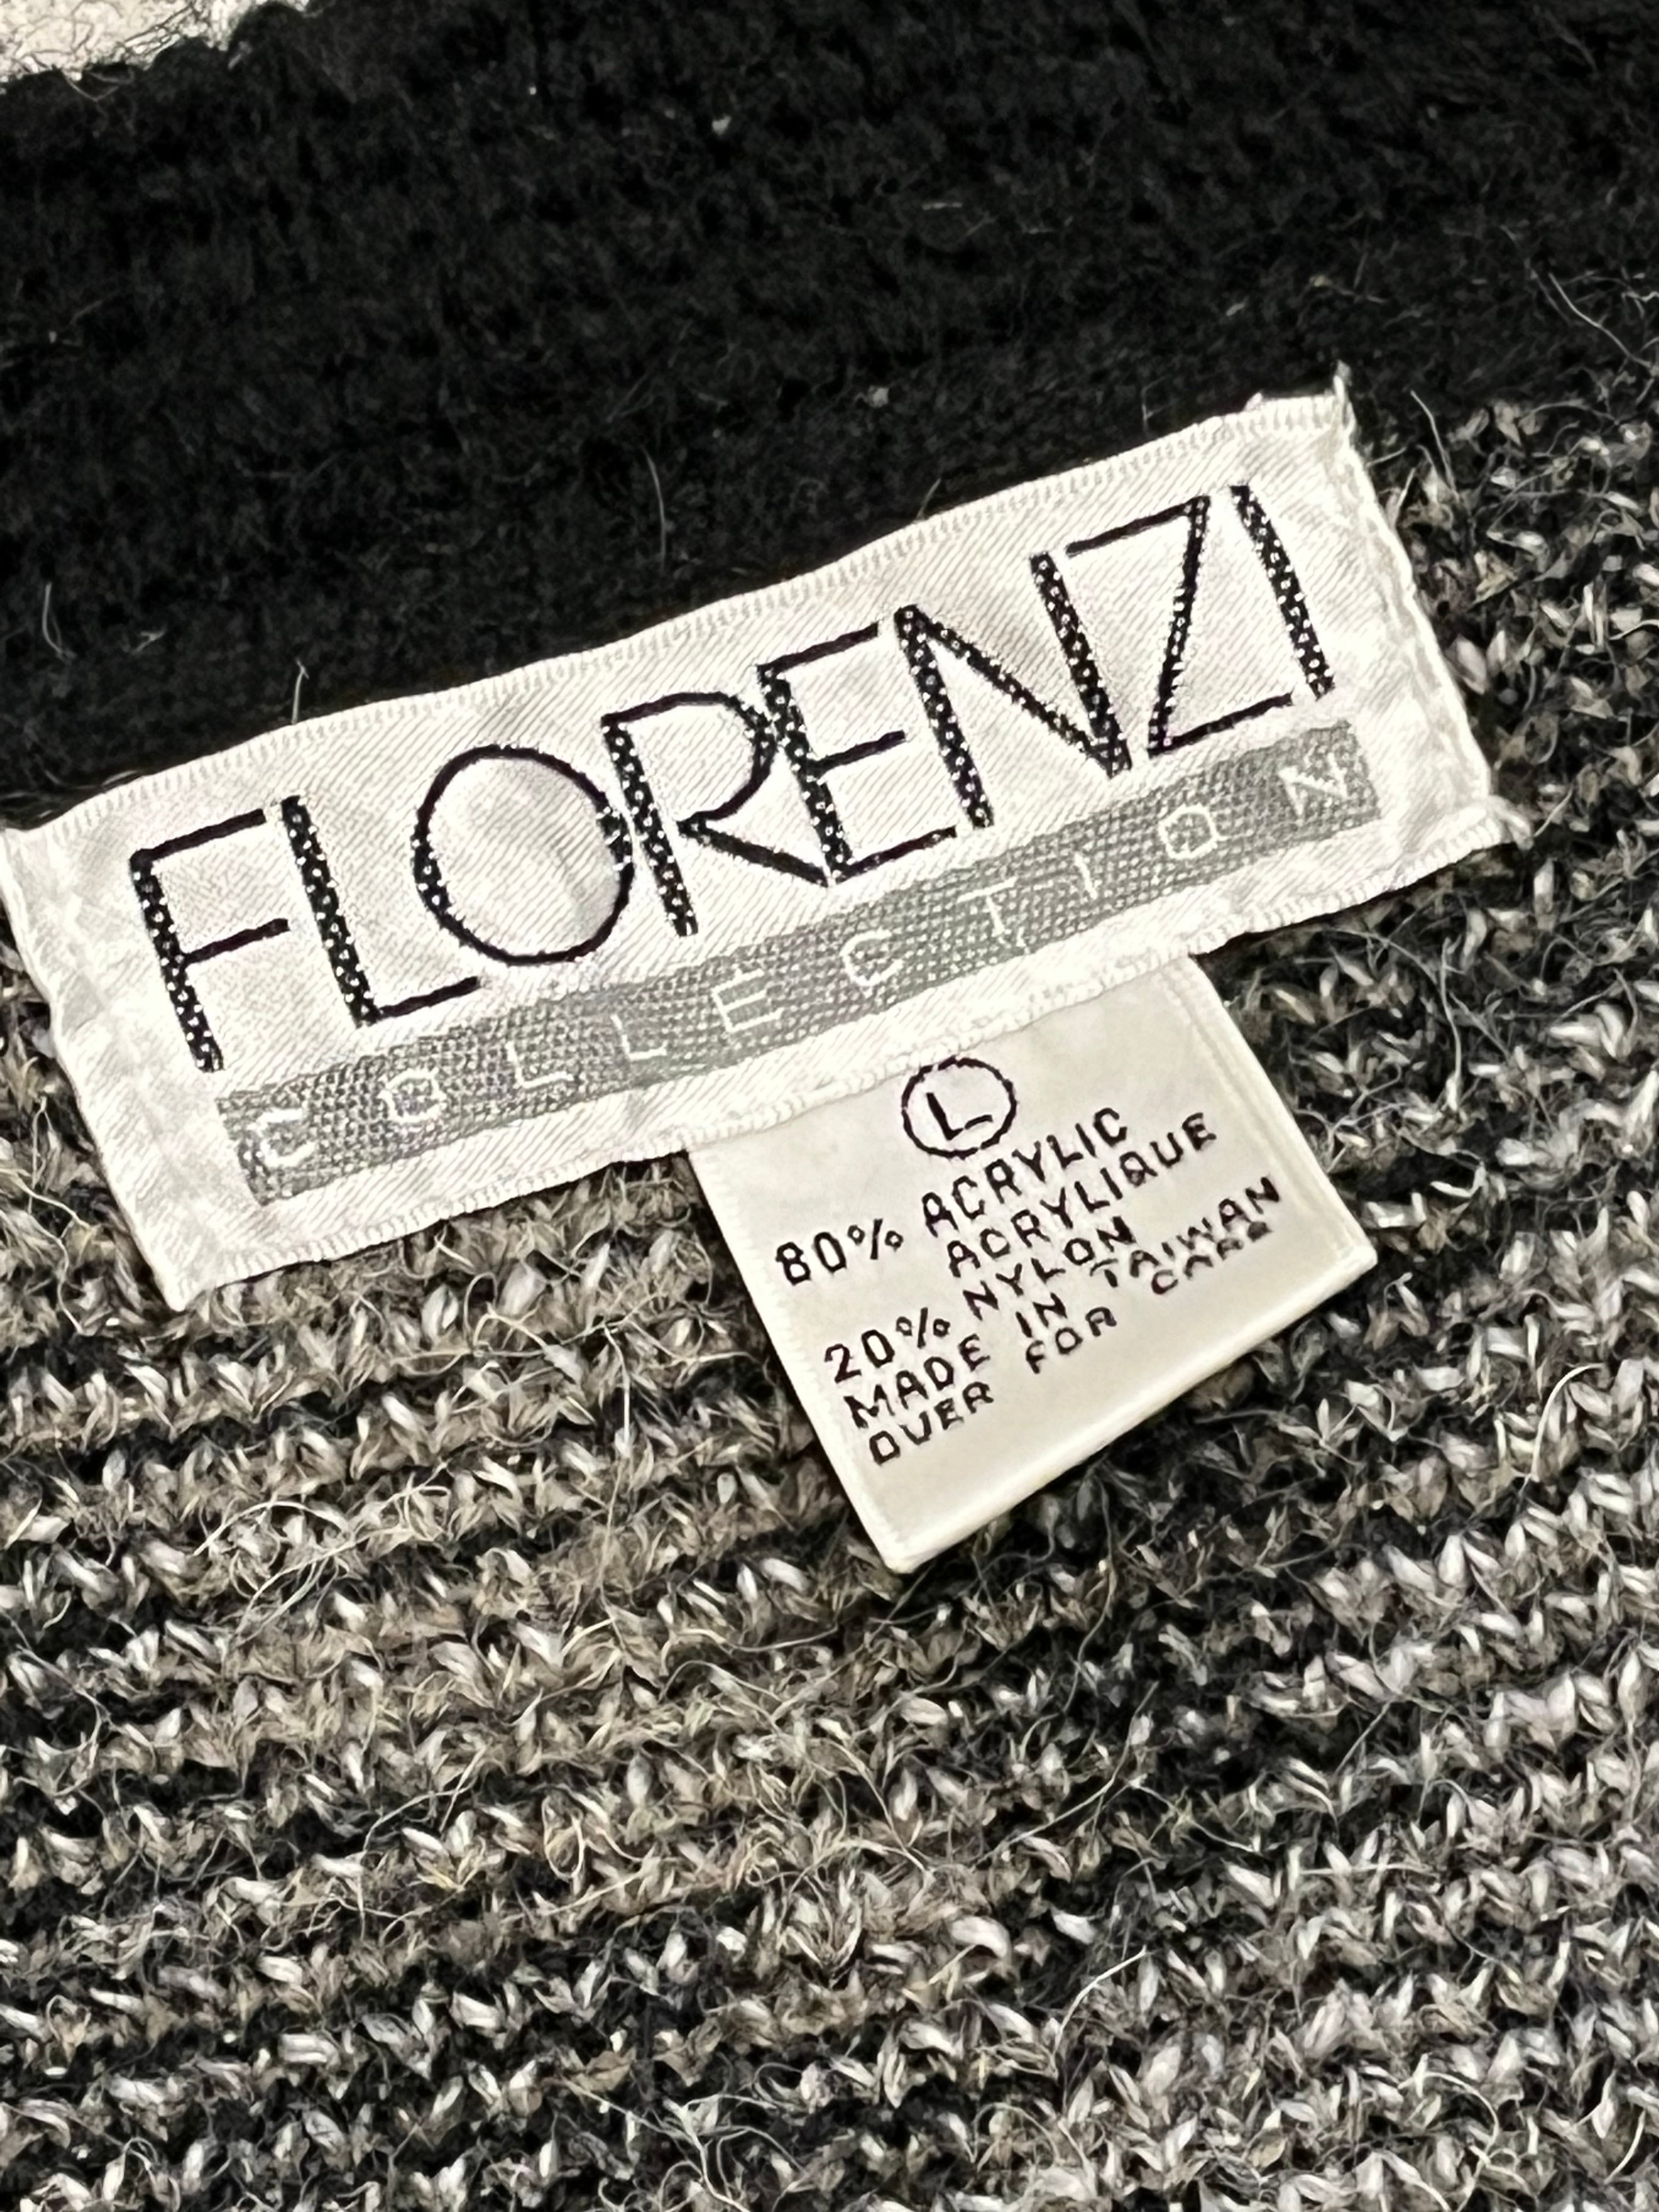 FLORENZI
COLLECTION
L
80% ACRYLIC
ACRYLIQUE
20% NYLON
MADE IN TAIWAN
OVER FOR CARE